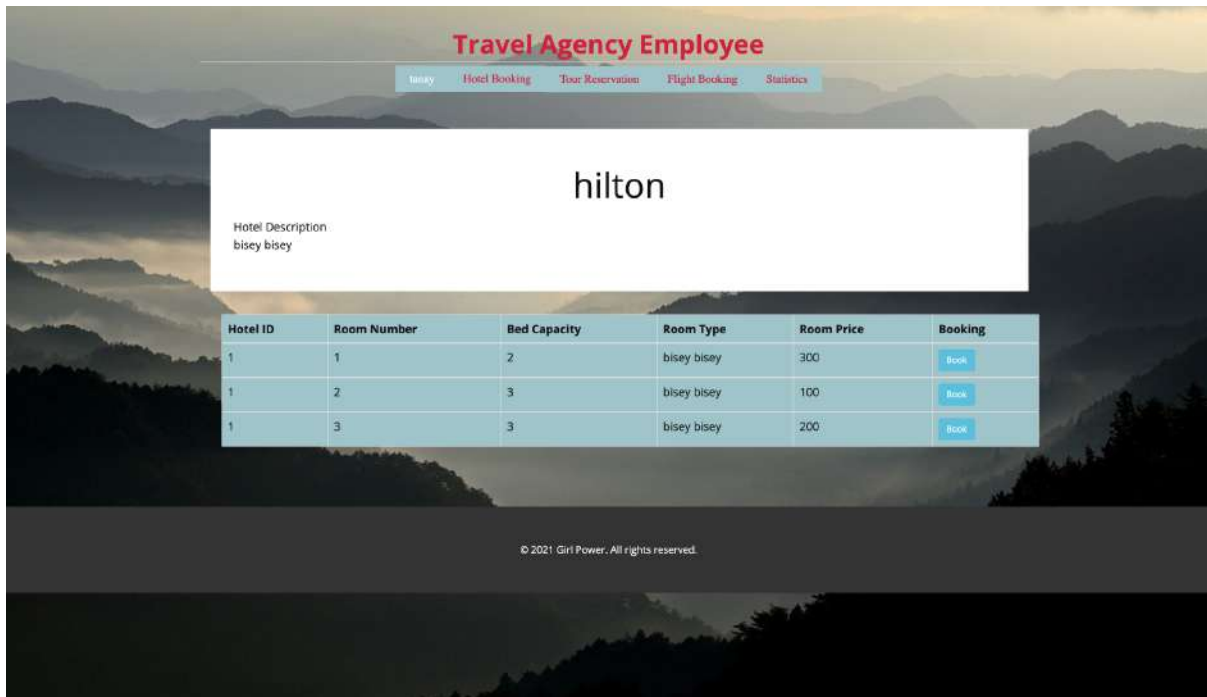 Travel Agency Employee
Hotel Booking Tour Reservation Flight Booking Statistics
hilton
Hotel Description
bisey bisey
Hotel ID Room Number Bed Capacity Room Type Room Price Booking
1 1 2 bisey bisey 300 Book
1 2 3 bisey bisey 100 Book
1 3 3 bisey bisey 200 Book
© 2021 Girl Power. All rights reserved.